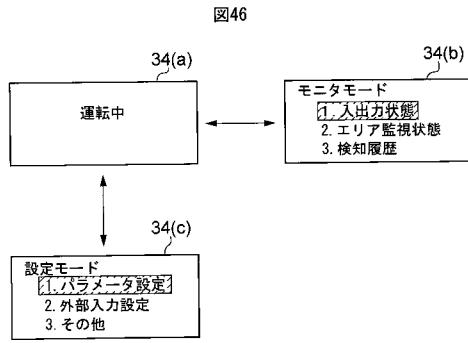 図46
34(a)
運転中
34(b)
モニタモード
1. 入出力状態
2. エリア監視状態
3. 検知履歴
34(c)
設定モード
1. パラメータ設定
2. 外部入力設定
3. その他